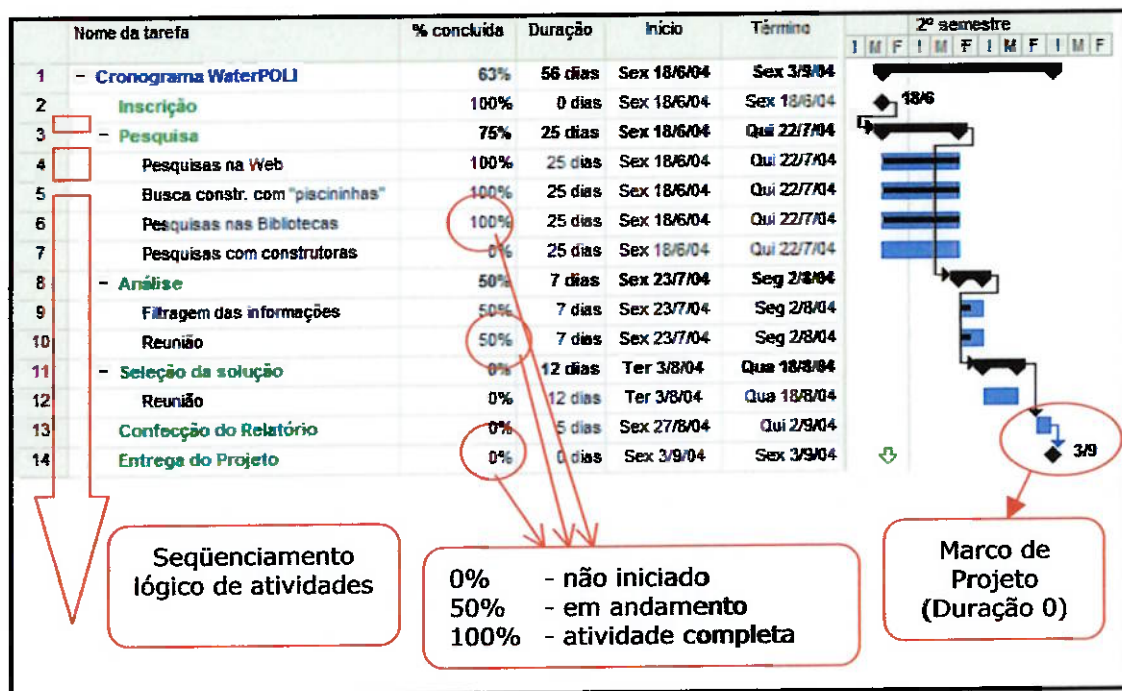 Nome da tarefa % concluída Duração Início Término 2º semestre
I M F I M F I M F I M F
1 − Cronograma WaterPOLI 63% 56 dias Sex 18/6/04 Sex 3/9/04
2 Inscrição 100% 0 dias Sex 18/6/04 Sex 18/6/04 18/6
3 − Pesquisa 75% 25 dias Sex 18/6/04 Qui 22/7/04
4 Pesquisas na Web 100% 25 dias Sex 18/6/04 Qui 22/7/04
5 Busca constr. com "piscininhas" 100% 25 dias Sex 18/6/04 Qui 22/7/04
6 Pesquisas nas Bibliotecas 100% 25 dias Sex 18/6/04 Qui 22/7/04
7 Pesquisas com construtoras 0% 25 dias Sex 18/6/04 Qui 22/7/04
8 − Análise 50% 7 dias Sex 23/7/04 Seg 2/8/04
9 Filtragem das informações 50% 7 dias Sex 23/7/04 Seg 2/8/04
10 Reunião 50% 7 dias Sex 23/7/04 Seg 2/8/04
11 − Seleção da solução 0% 12 dias Ter 3/8/04 Qua 18/8/04
12 Reunião 0% 12 dias Ter 3/8/04 Qua 18/8/04
13 Confecção do Relatório 0% 5 dias Sex 27/8/04 Qui 2/9/04
14 Entrega do Projeto 0% 0 dias Sex 3/9/04 Sex 3/9/04 3/9
Seqüenciamento
lógico de atividades
0% - não iniciado
50% - em andamento
100% - atividade completa
Marco de
Projeto
(Duração 0)